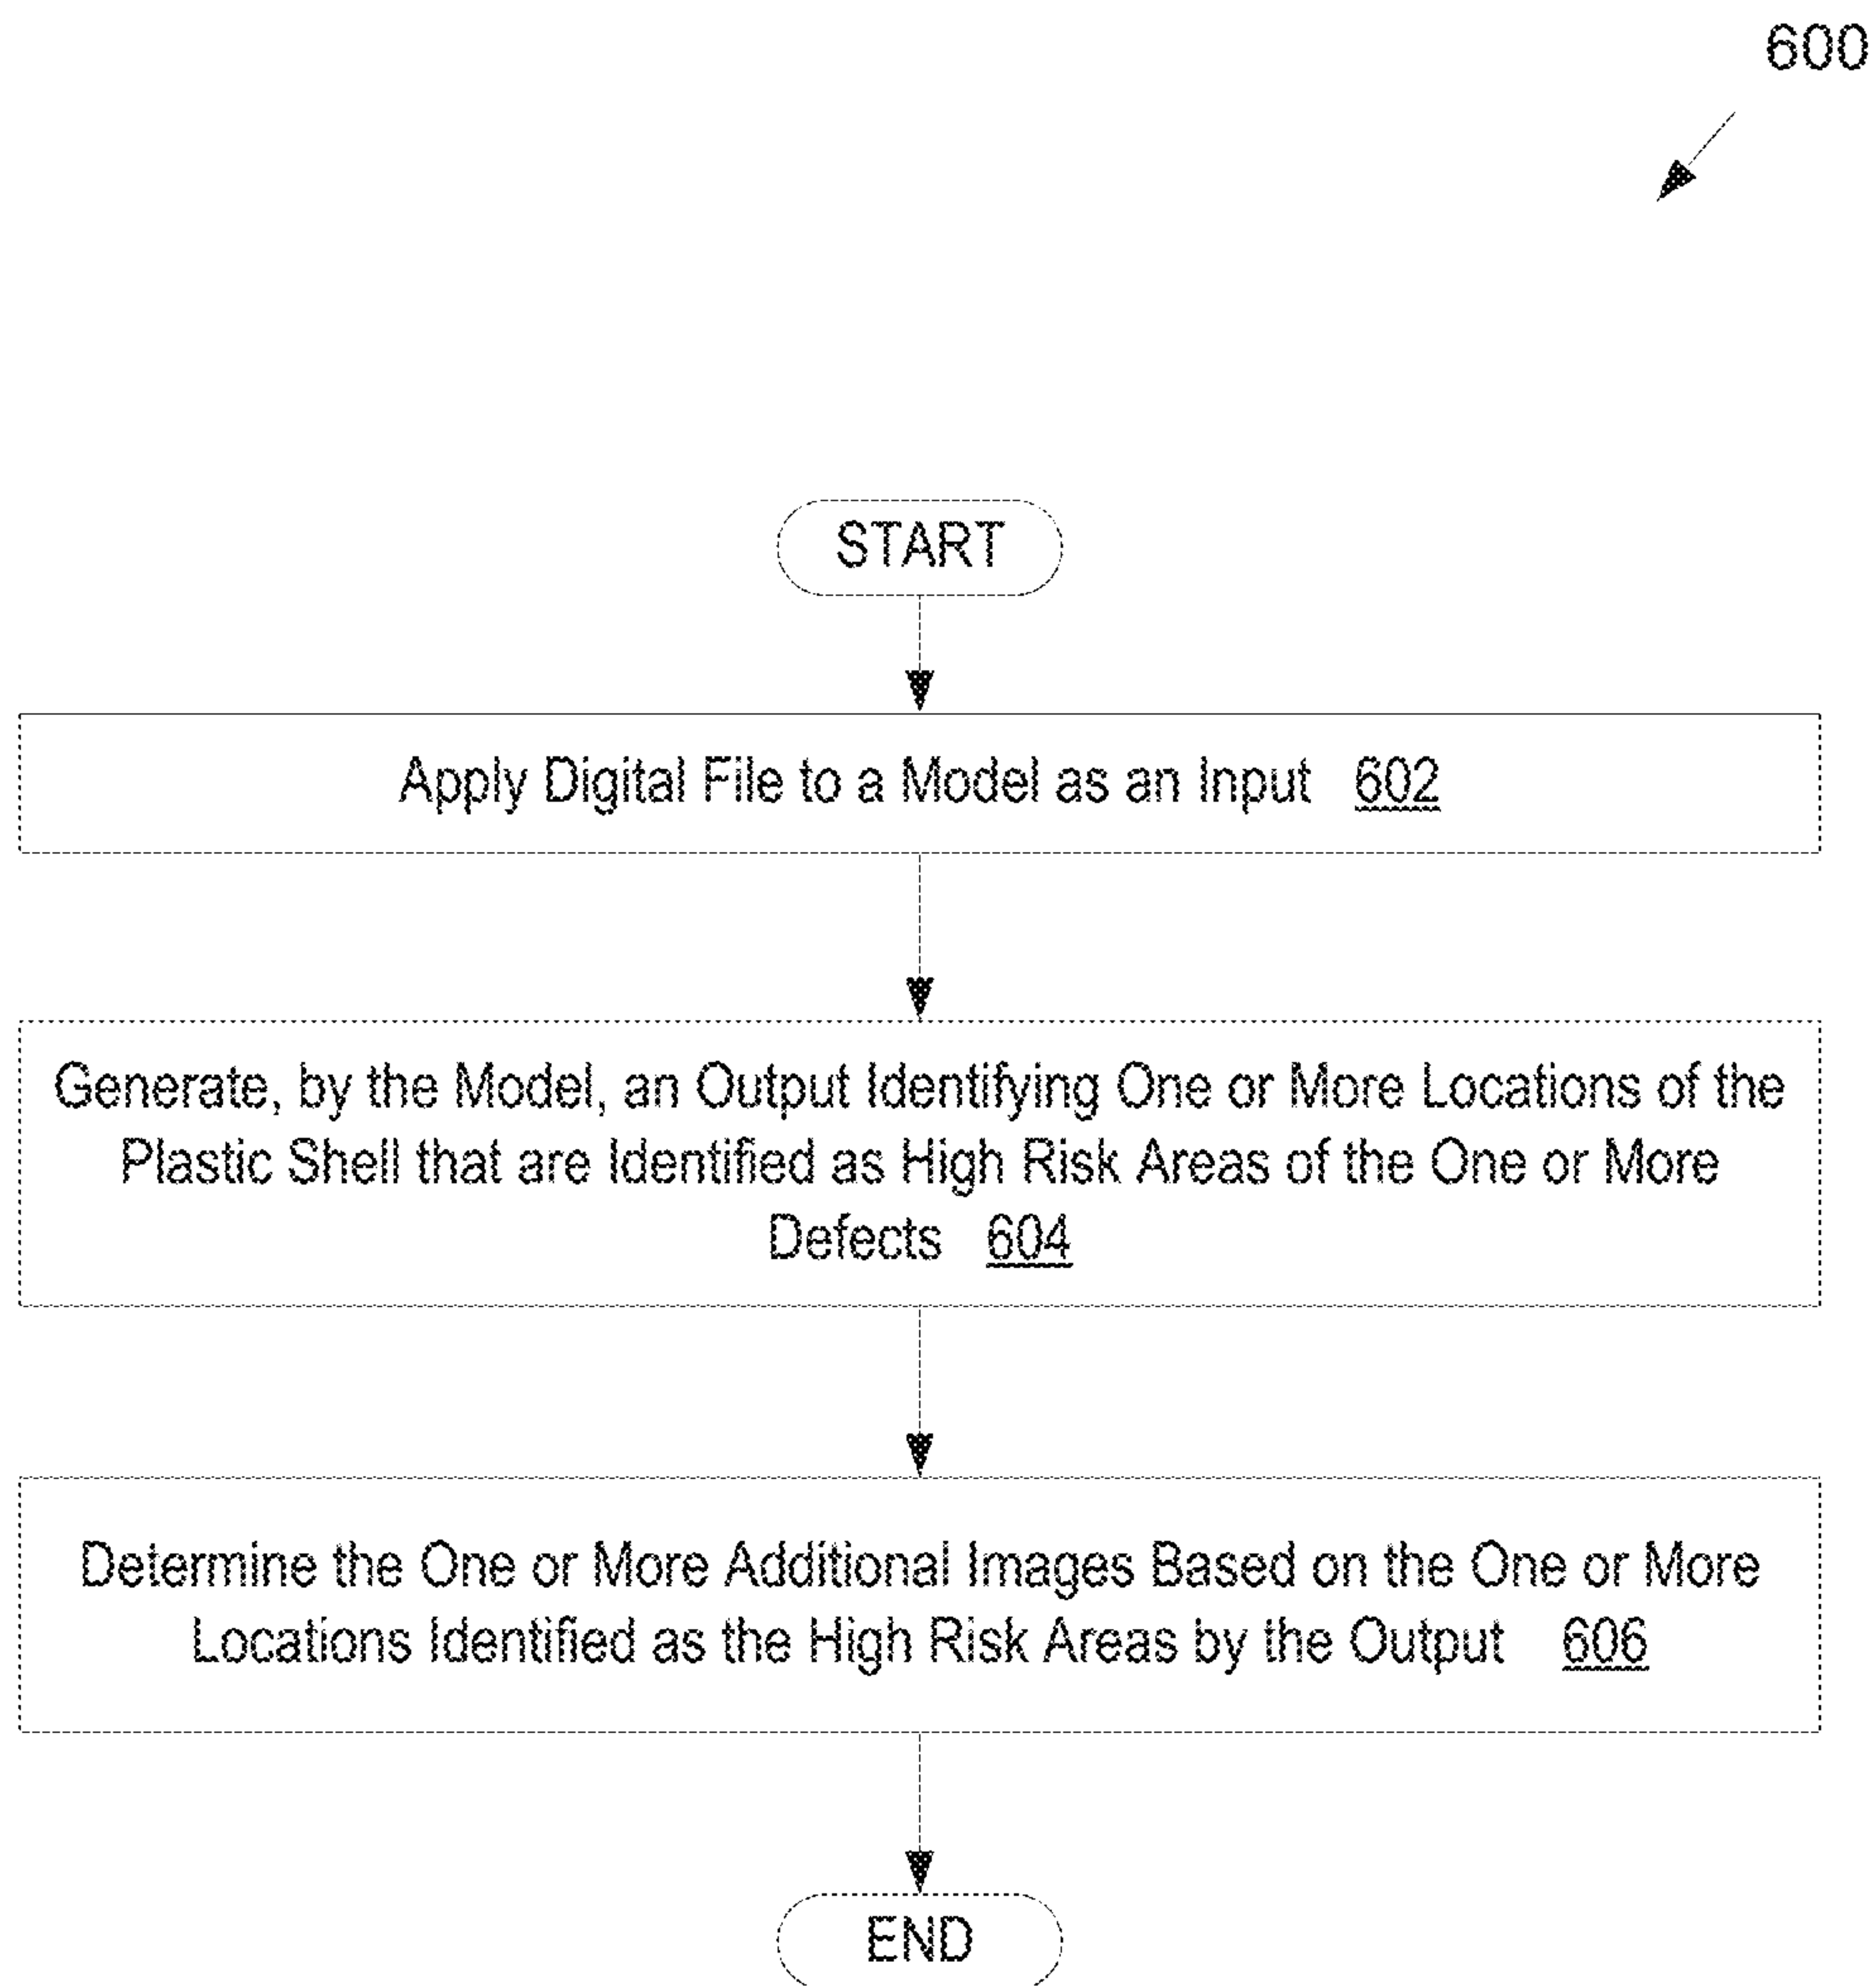 600
START
Apply Digital File to a Model as an Input 602
Generate, by the Model, an Output Identifying One or More Locations of the
Plastic Shell that are Identified as High Risk Areas of the One or More
Defects 604
Determine the One or More Additional Images Based on the One or More
Locations Identified as the High Risk Areas by the Output 606
END